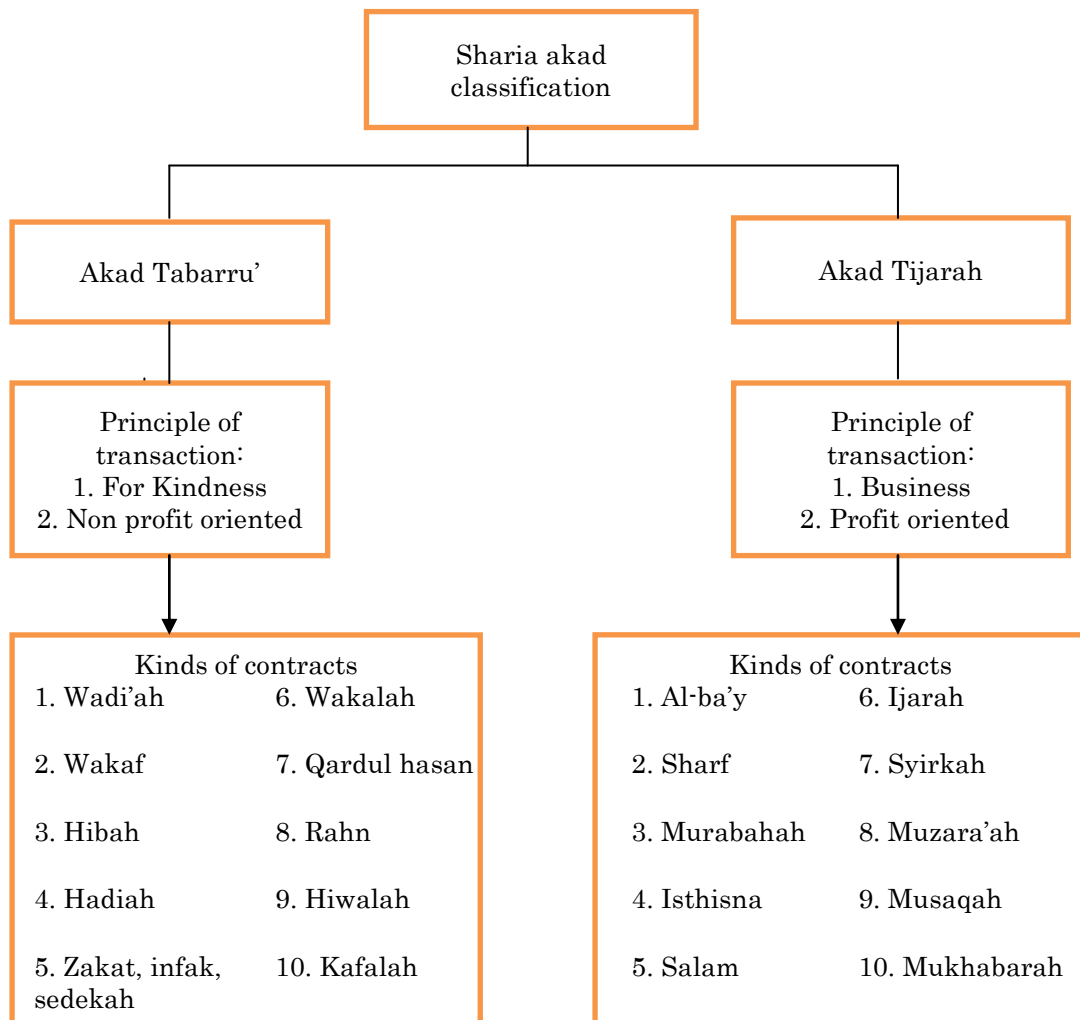 Sharia akad
classification
Akad Tabarru’
Akad Tijarah
Principle of
transaction:
1. For Kindness
2. Non profit oriented
Principle of
transaction:
1. Business
2. Profit oriented
Kinds of contracts
1. Wadi’ah
2. Wakaf
3. Hibah
4. Hadiah
5. Zakat, infak,
sedekah
6. Wakalah
7. Qardul hasan
8. Rahn
9. Hiwalah
10. Kafalah
Kinds of contracts
1. Al-ba’y
2. Sharf
3. Murabahah
4. Isthisna
5. Salam
6. Ijarah
7. Syirkah
8. Muzara’ah
9. Musaqah
10. Mukhabarah